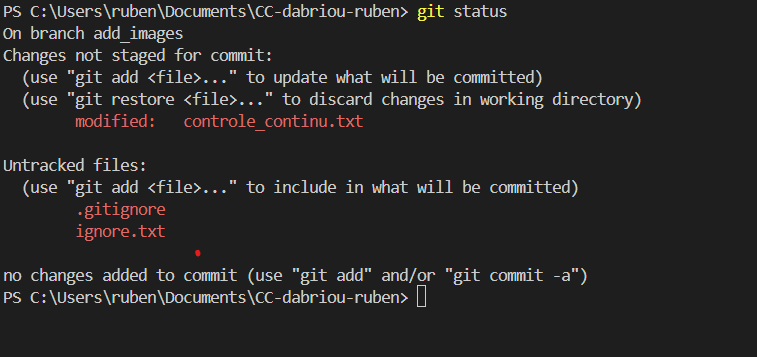 PS C:\Users\ruben\Documents\CC-dabriou-ruben> git status
On branch add_images
Changes not staged for commit:
  (use "git add <file>..." to update what will be committed)
  (use "git restore <file>..." to discard changes in working directory)
        modified:   controle_continu.txt

Untracked files:
  (use "git add <file>..." to include in what will be committed)
        .gitignore
        ignore.txt

no changes added to commit (use "git add" and/or "git commit -a")
PS C:\Users\ruben\Documents\CC-dabriou-ruben>